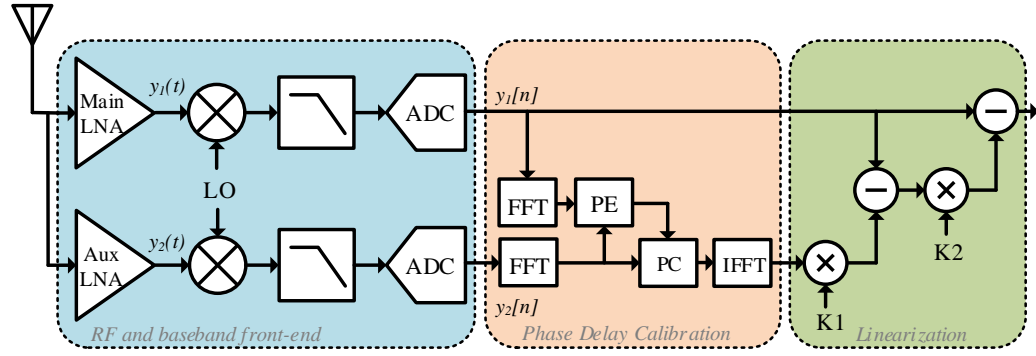 Main
LNA
y1(t)
ADC
y1[n]
LO
FFT
PE
Aux
LNA
y2(t)
ADC
FFT
PC
IFFT
y2[n]
K1
K2
RF and baseband front-end
Phase Delay Calibration
Linearization